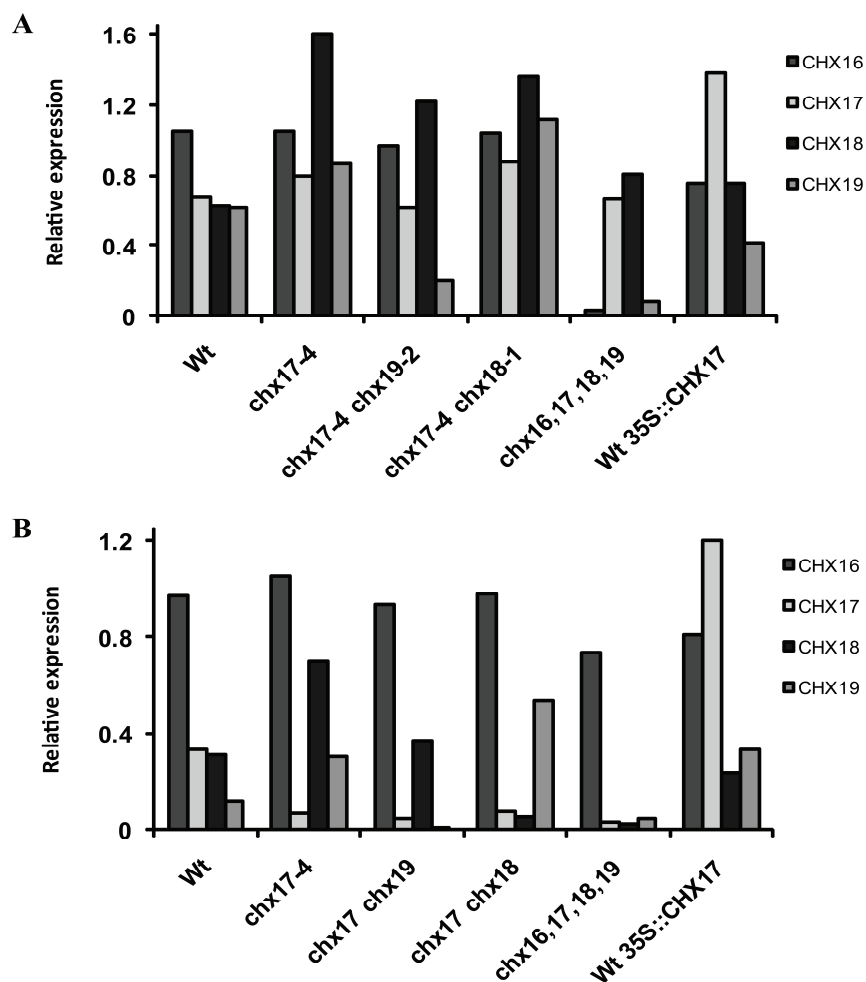 A
Relative expression
1.6
1.2
0.8
0.4
0
Wt
chx17-4
chx17-4 chx19-2
chx17-4 chx18-1
chx16,17,18,19
Wt 35S::CHX17
CHX16
CHX17
CHX18
CHX19
B
Relative expression
1.2
0.8
0.4
0
Wt
chx17-4
chx17 chx19
chx17 chx18
chx16,17,18,19
Wt 35S::CHX17
CHX16
CHX17
CHX18
CHX19